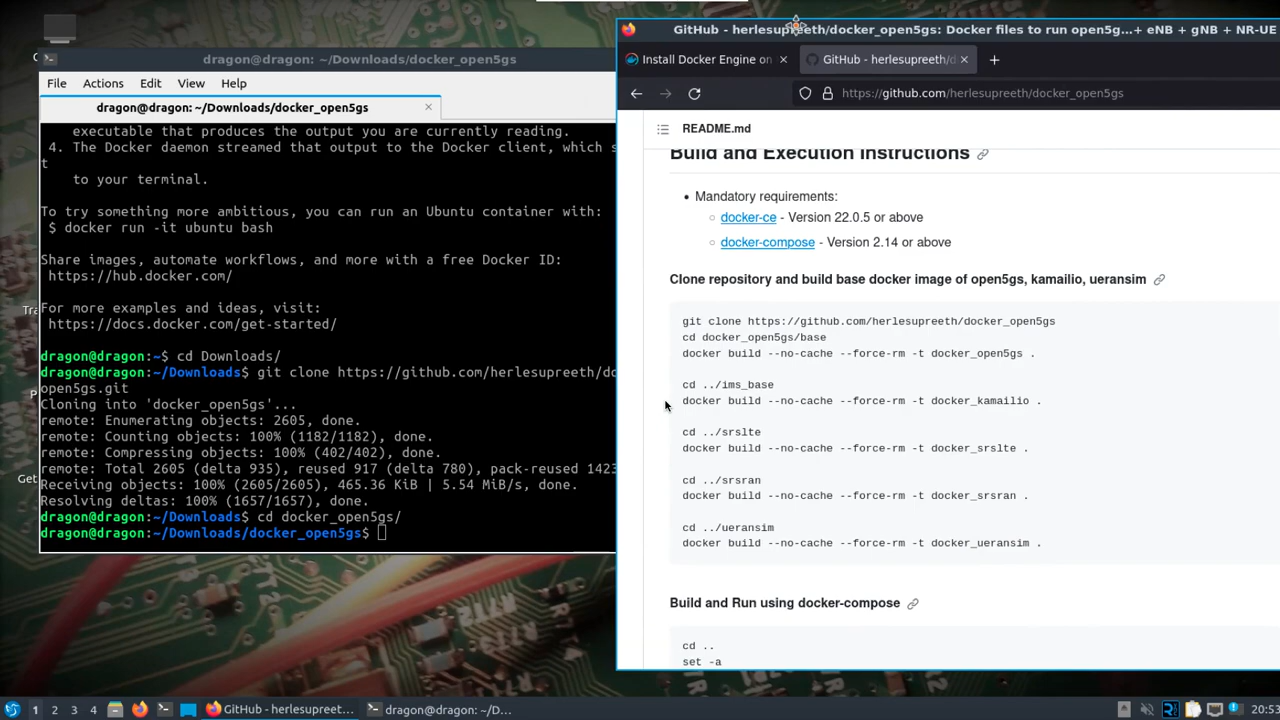 dragon@dragon: ~/Downloads/docker_open5gs
File Actions Edit View Help
dragon@dragon: ~/Downloads/docker_open5gs
executable that produces the output you are currently reading.
4. The Docker daemon streamed that output to the Docker client, which s
t
to your terminal.
To try something more ambitious, you can run an Ubuntu container with:
$ docker run -it ubuntu bash
Share images, automate workflows, and more with a free Docker ID:
https://hub.docker.com/
For more examples and ideas, visit:
https://docs.docker.com/get-started/
dragon@dragon:~$ cd Downloads/
dragon@dragon:~/Downloads$ git clone https://github.com/herlesupreeth/do
open5gs.git
Cloning into 'docker_open5gs'...
remote: Enumerating objects: 2605, done.
remote: Counting objects: 100% (1182/1182), done.
remote: Compressing objects: 100% (402/402), done.
remote: Total 2605 (delta 935), reused 917 (delta 780), pack-reused 1423
Receiving objects: 100% (2605/2605), 465.36 KiB | 5.54 MiB/s, done.
Resolving deltas: 100% (1657/1657), done.
dragon@dragon:~/Downloads$ cd docker_open5gs/
dragon@dragon:~/Downloads/docker_open5gs$
GitHub - herlesupreeth/docker_open5gs: Docker files to run open5g...+ eNB + gNB + NR-UE
Install Docker Engine on
GitHub - herlesupreeth/d
https://github.com/herlesupreeth/docker_open5gs
README.md
Build and Execution Instructions
Mandatory requirements:
docker-ce - Version 22.0.5 or above
docker-compose - Version 2.14 or above
Clone repository and build base docker image of open5gs, kamailio, ueransim
git clone https://github.com/herlesupreeth/docker_open5gs
cd docker_open5gs/base
docker build --no-cache --force-rm -t docker_open5gs .
cd ../ims_base
docker build --no-cache --force-rm -t docker_kamailio .
cd ../srslte
docker build --no-cache --force-rm -t docker_srslte .
cd ../srsran
docker build --no-cache --force-rm -t docker_srsran .
cd ../ueransim
docker build --no-cache --force-rm -t docker_ueransim .
Build and Run using docker-compose
cd ..
set -a
Tra
Get
1 2 3 4
GitHub - herlesupreet...
dragon@dragon: ~/D...
20:53